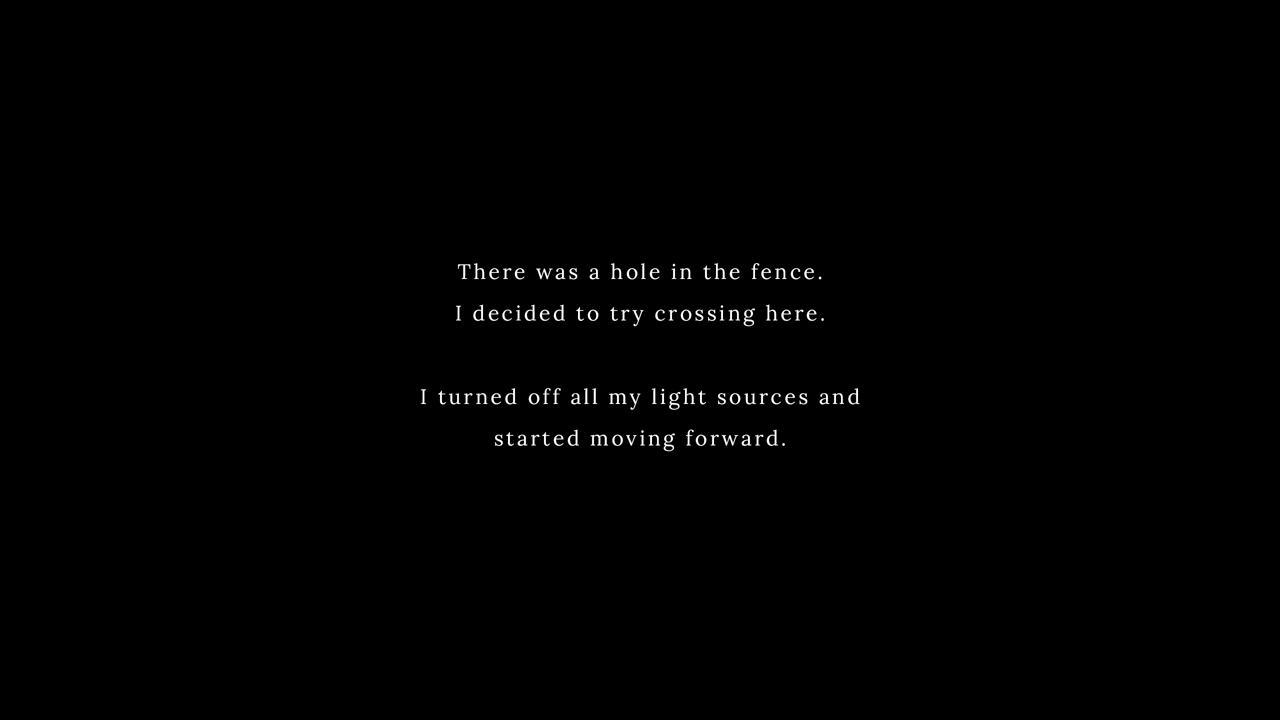 There was a hole in the fence.
I decided to try crossing here.
I turned off all my light sources and
started moving forward.